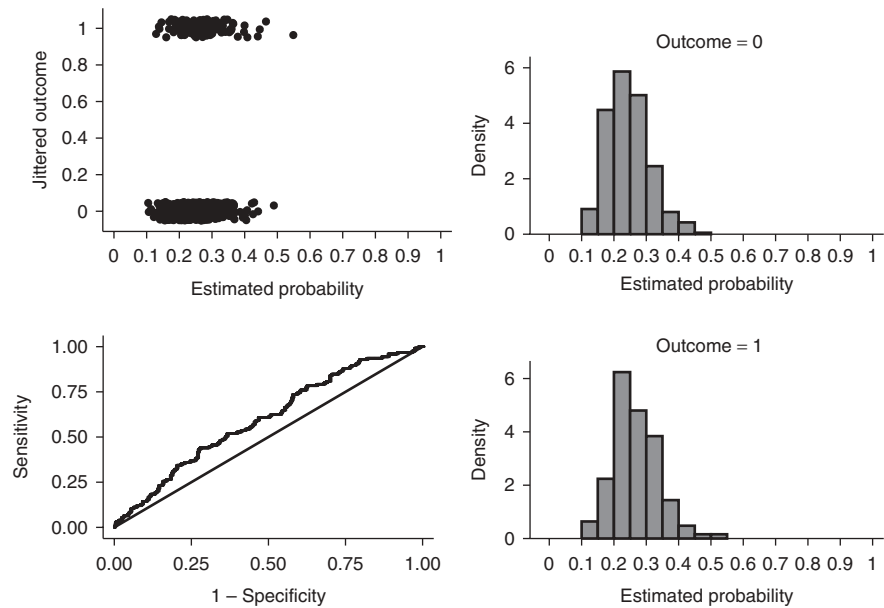 Jittered outcome
1
0.8
0.6
0.4
0.2
0
0 0.1 0.2 0.3 0.4 0.5 0.6 0.7 0.8 0.9 1
Estimated probability
Outcome = 0
Density
6
4
2
0
0 0.1 0.2 0.3 0.4 0.5 0.6 0.7 0.8 0.9 1
Estimated probability
Sensitivity
1.00
0.75
0.50
0.25
0.00
0.00 0.25 0.50 0.75 1.00
1 – Specificity
Outcome = 1
Density
6
4
2
0
0 0.1 0.2 0.3 0.4 0.5 0.6 0.7 0.8 0.9 1
Estimated probability